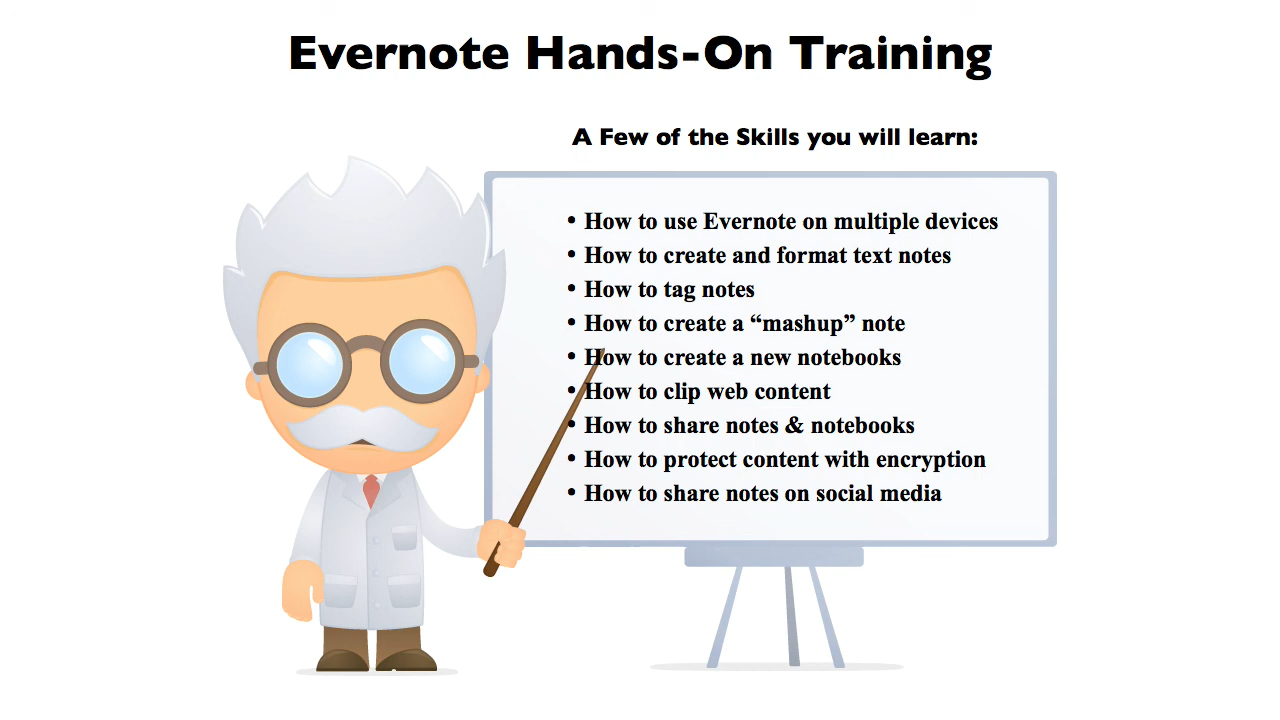 Evernote Hands-On Training
A Few of the Skills you will learn:
• How to use Evernote on multiple devices
• How to create and format text notes
• How to tag notes
• How to create a “mashup” note
• How to create a new notebooks
• How to clip web content
• How to share notes & notebooks
• How to protect content with encryption
• How to share notes on social media